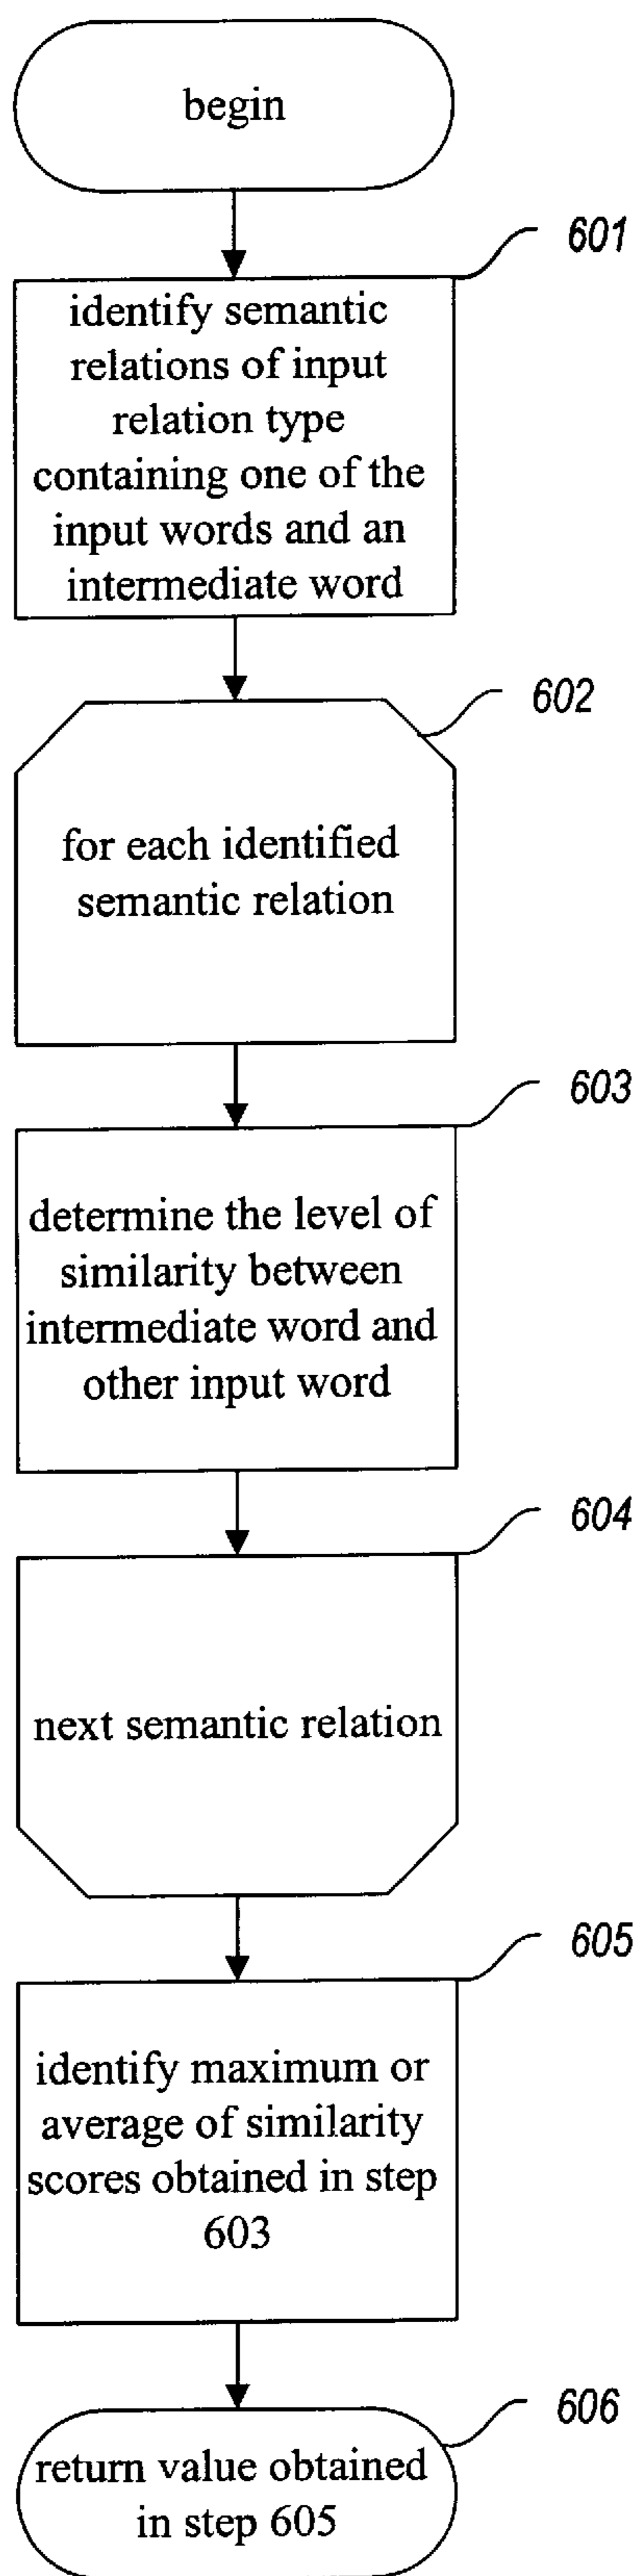 begin
601
identify semantic
relations of input
relation type
containing one of the
input words and an
intermediate word
602
for each identified
semantic relation
603
determine the level of
similarity between
intermediate word and
other input word
604
next semantic relation
605
identify maximum or
average of similarity
scores obtained in step
603
606
return value obtained
in step 605